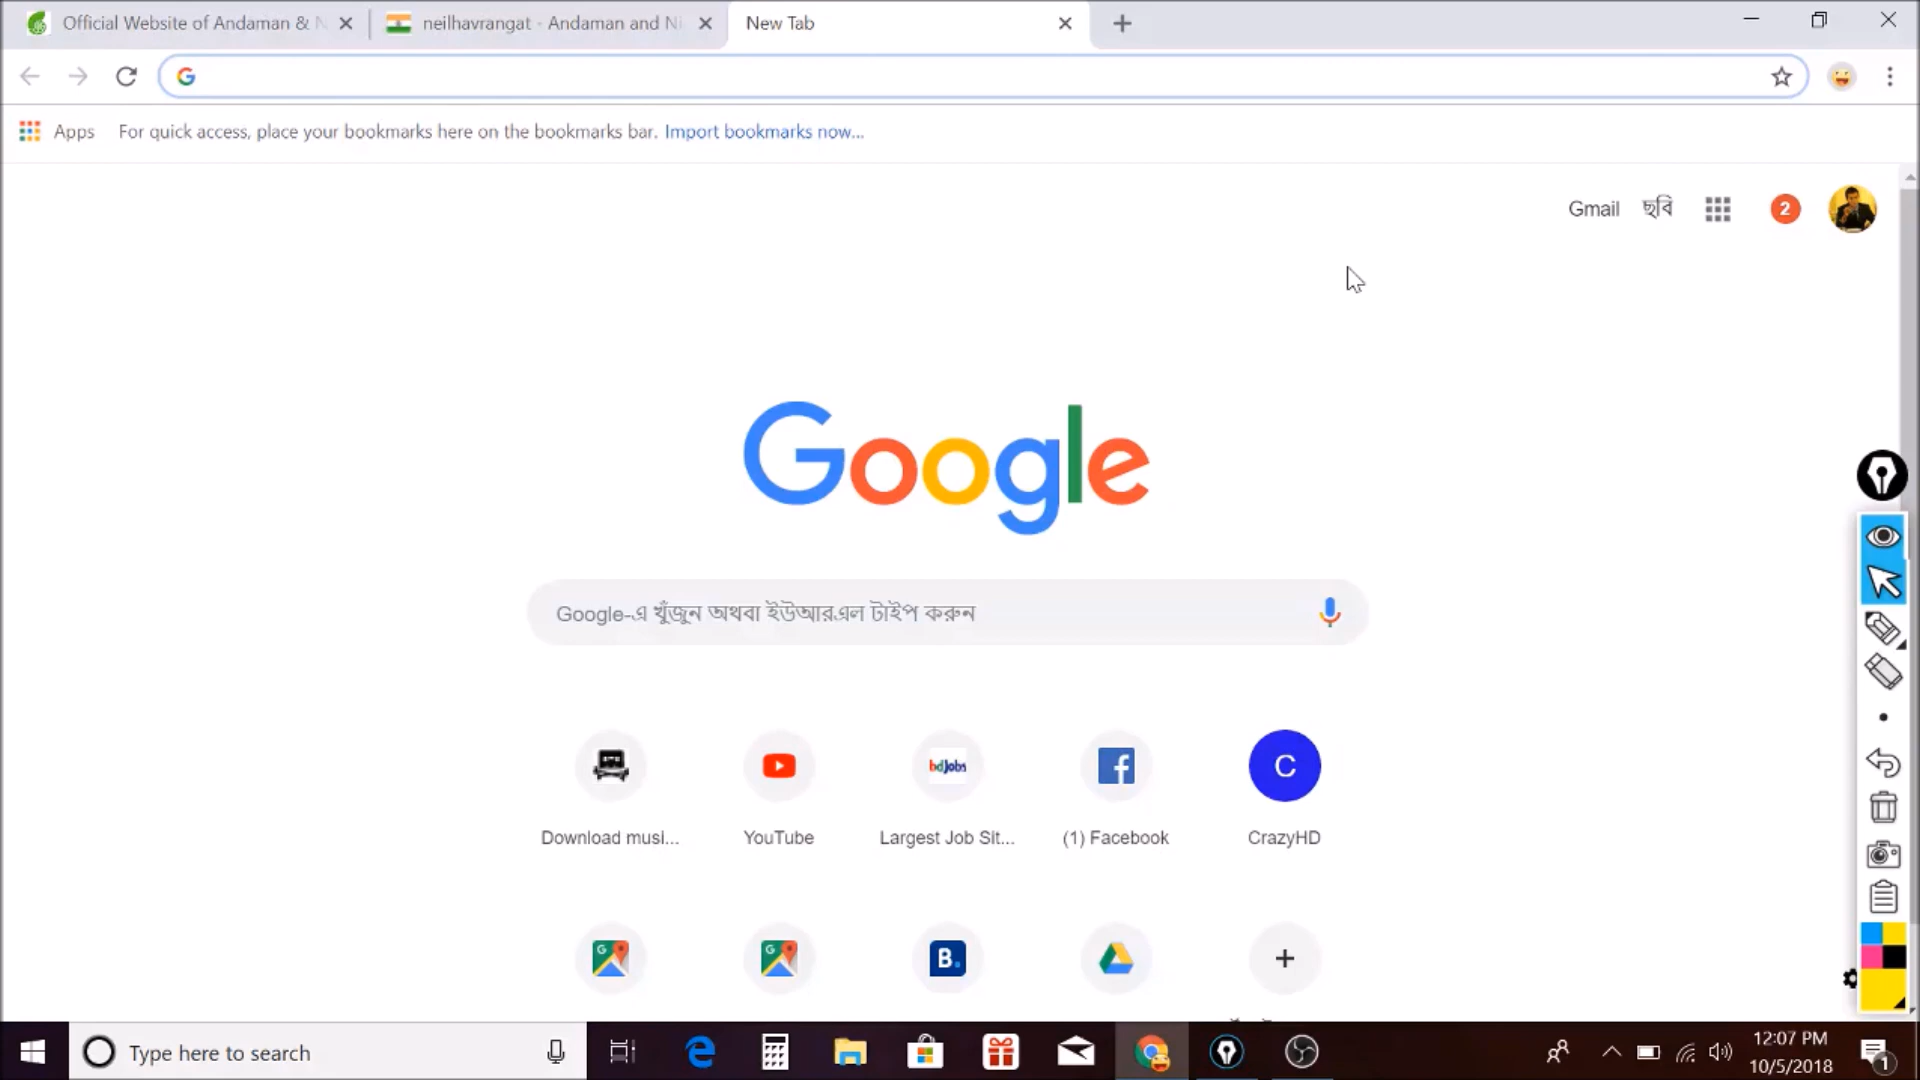 Official Website of Andaman & N
neilhavrangat - Andaman and Ni
New Tab
Apps
For quick access, place your bookmarks here on the bookmarks bar. Import bookmarks now...
Gmail
ছবি
2
Google
Google-এ খুঁজুন অথবা ইউআরএল টাইপ করুন
bdJobs
C
Download musi...
YouTube
Largest Job Sit...
(1) Facebook
CrazyHD
B.
Type here to search
12:07 PM
10/5/2018
1